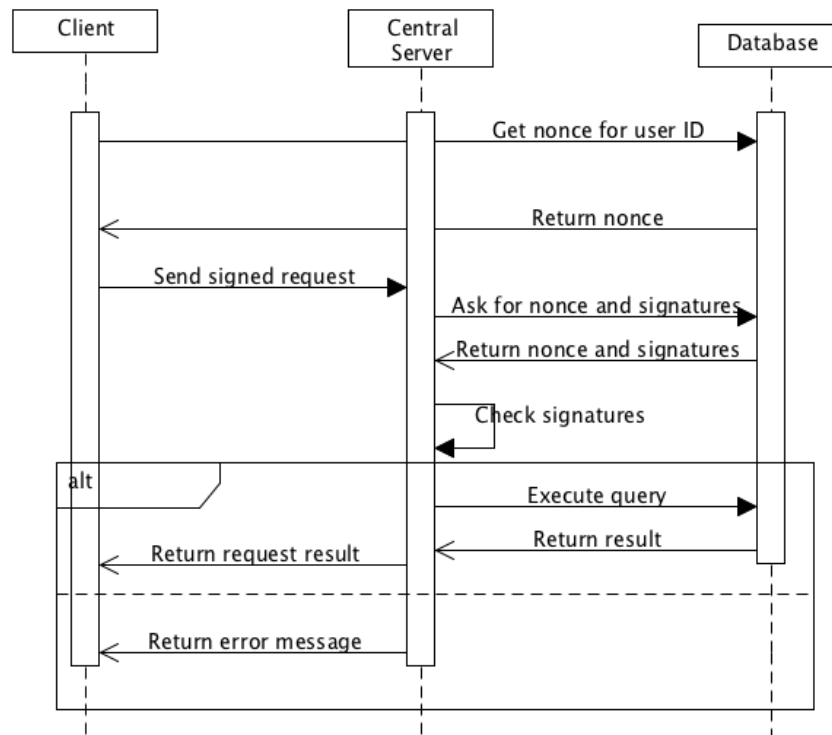 Client
Central
Server
Database
Get nonce for user ID
Return nonce
Send signed request
Ask for nonce and signatures
Return nonce and signatures
Check signatures
alt
Execute query
Return result
Return request result
Return error message